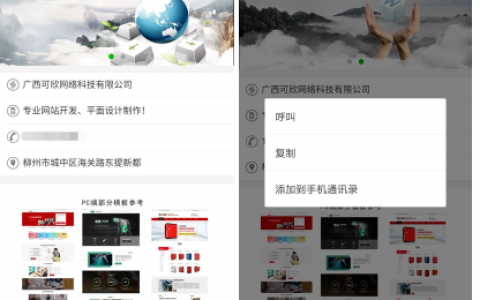 广西可欣网络科技有限公司
专业网站开发、平面设计制作！
柳州市城中区海关路东提新都
PC端部分模板参考
广西可欣网络科技有限公司
呼叫
复制
添加到手机通讯录